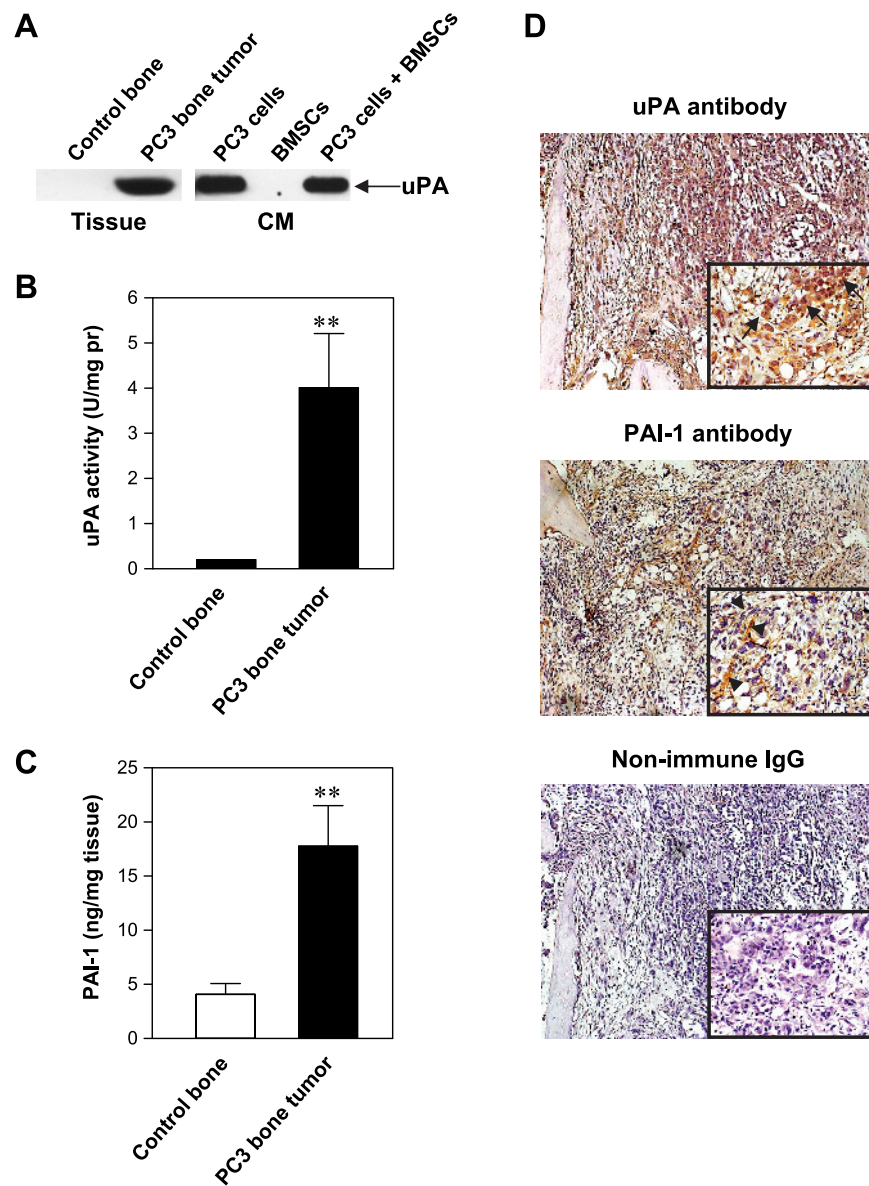 A
Control bone
PC3 bone tumor
PC3 cells
BMSCs
PC3 cells + BMSCs
uPA
Tissue
CM
B
6
5
4
3
2
1
0
uPA activity (U/mg pr)
**
Control bone
PC3 bone tumor
C
25
20
15
10
5
0
PAI-1 (ng/mg tissue)
**
Control bone
PC3 bone tumor
D
uPA antibody
PAI-1 antibody
Non-immune IgG